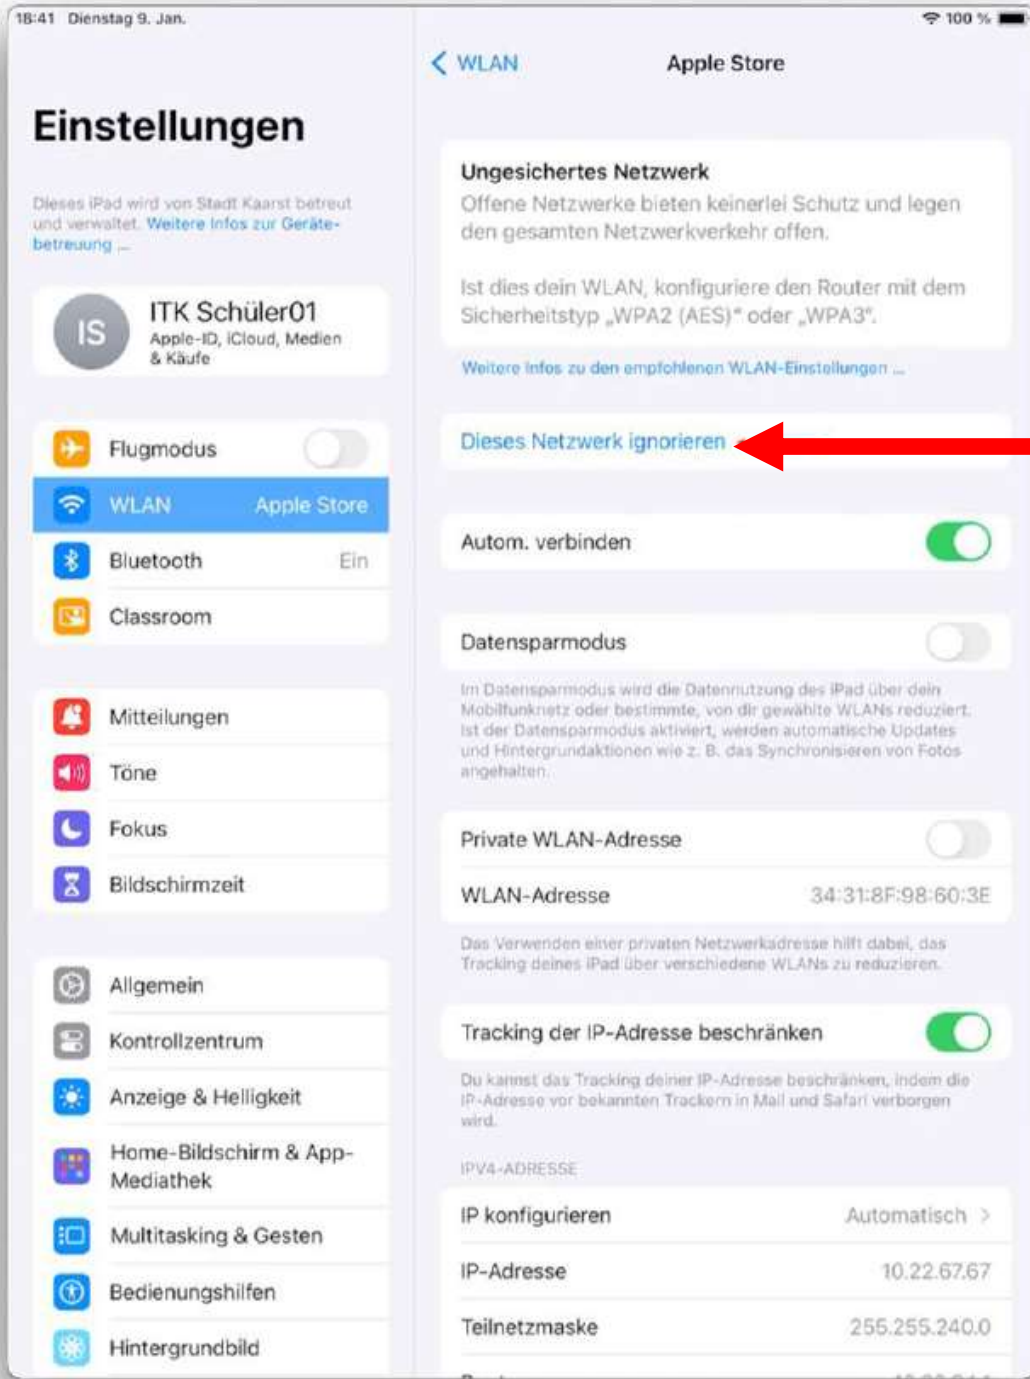 18:41 Dienstag 9. Jan.
100 %
Einstellungen
Dieses iPad wird von Stadt Kaarst betreut
und verwaltet. Weitere Infos zur Geräte-
betreuung ...
IS
ITK Schüler01
Apple-ID, iCloud, Medien
& Käufe
Flugmodus
WLAN Apple Store
Bluetooth Ein
Classroom
Mitteilungen
Töne
Fokus
Bildschirmzeit
Allgemein
Kontrollzentrum
Anzeige & Helligkeit
Home-Bildschirm & App-
Mediathek
Multitasking & Gesten
Bedienungshilfen
Hintergrundbild
WLAN
Apple Store
Ungesichertes Netzwerk
Offene Netzwerke bieten keinerlei Schutz und legen
den gesamten Netzwerkverkehr offen.
Ist dies dein WLAN, konfiguriere den Router mit dem
Sicherheitstyp „WPA2 (AES)“ oder „WPA3“.
Weitere Infos zu den empfohlenen WLAN-Einstellungen ...
Dieses Netzwerk ignorieren
Autom. verbinden
Datensparmodus
Im Datensparmodus wird die Datennutzung des iPad über dein
Mobilfunknetz oder bestimmte, von dir gewählte WLANs reduziert.
Ist der Datensparmodus aktiviert, werden automatische Updates
und Hintergrundaktionen wie z. B. das Synchronisieren von Fotos
angehalten.
Private WLAN-Adresse
WLAN-Adresse 34:31:8F:98:60:3E
Das Verwenden einer privaten Netzwerkadresse hilft dabei, das
Tracking deines iPad über verschiedene WLANs zu reduzieren.
Tracking der IP-Adresse beschränken
Du kannst das Tracking deiner IP-Adresse beschränken, indem die
IP-Adresse vor bekannten Trackern in Mail und Safari verborgen
wird.
IPV4-ADRESSE
IP konfigurieren Automatisch
IP-Adresse 10.22.67.67
Teilnetzmaske 255.255.240.0